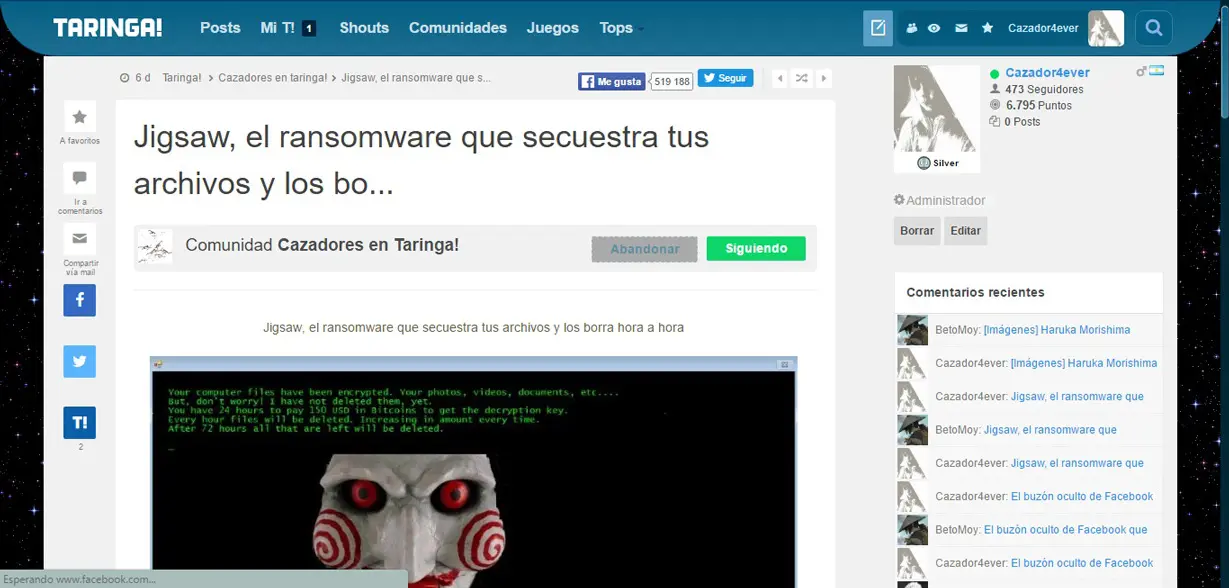 TARINGA!
Posts
Mi T! 1
Shouts
Comunidades
Juegos
Tops
Cazador4ever
6 d Taringa! > Cazadores en taringa! > Jigsaw, el ransomware que s...
Me gusta 519 188
Seguir
A favoritos
Ir a
comentarios
Compartir
vía mail
T!
2
Jigsaw, el ransomware que secuestra tus
archivos y los bo...
Comunidad Cazadores en Taringa!
Abandonar
Siguiendo
Jigsaw, el ransomware que secuestra tus archivos y los borra hora a hora
Your computer files have been encrypted. Your photos, videos, documents, etc....
But, don't worry! I have not deleted them, yet.
You have 24 hours to pay 150 USD in Bitcoins to get the decryption key.
Every hour files will be deleted. Increasing in amount every time.
After 72 hours all that are left will be deleted.
Cazador4ever
473 Seguidores
6.795 Puntos
0 Posts
Silver
Administrador
Borrar
Editar
Comentarios recientes
BetoMoy: [Imágenes] Haruka Morishima
Cazador4ever: [Imágenes] Haruka Morishima
Cazador4ever: Jigsaw, el ransomware que
BetoMoy: Jigsaw, el ransomware que
Cazador4ever: Jigsaw, el ransomware que
Cazador4ever: El buzón oculto de Facebook
BetoMoy: El buzón oculto de Facebook que
Cazador4ever: El buzón oculto de Facebook
Esperando www.facebook.com...